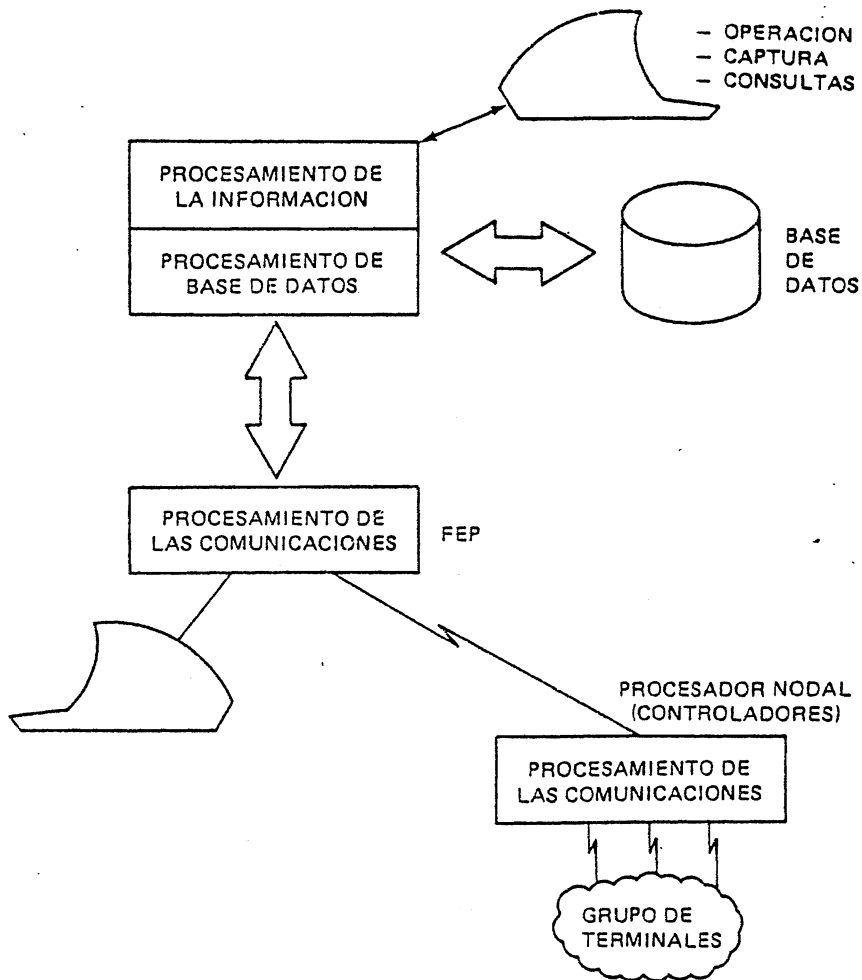 – OPERACION
– CAPTURA
– CONSULTAS
PROCESAMIENTO DE
LA INFORMACION
PROCESAMIENTO DE
BASE DE DATOS
BASE
DE
DATOS
PROCESAMIENTO DE
LAS COMUNICACIONES
FEP
PROCESADOR NODAL
(CONTROLADORES)
PROCESAMIENTO DE
LAS COMUNICACIONES
GRUPO DE
TERMINALES